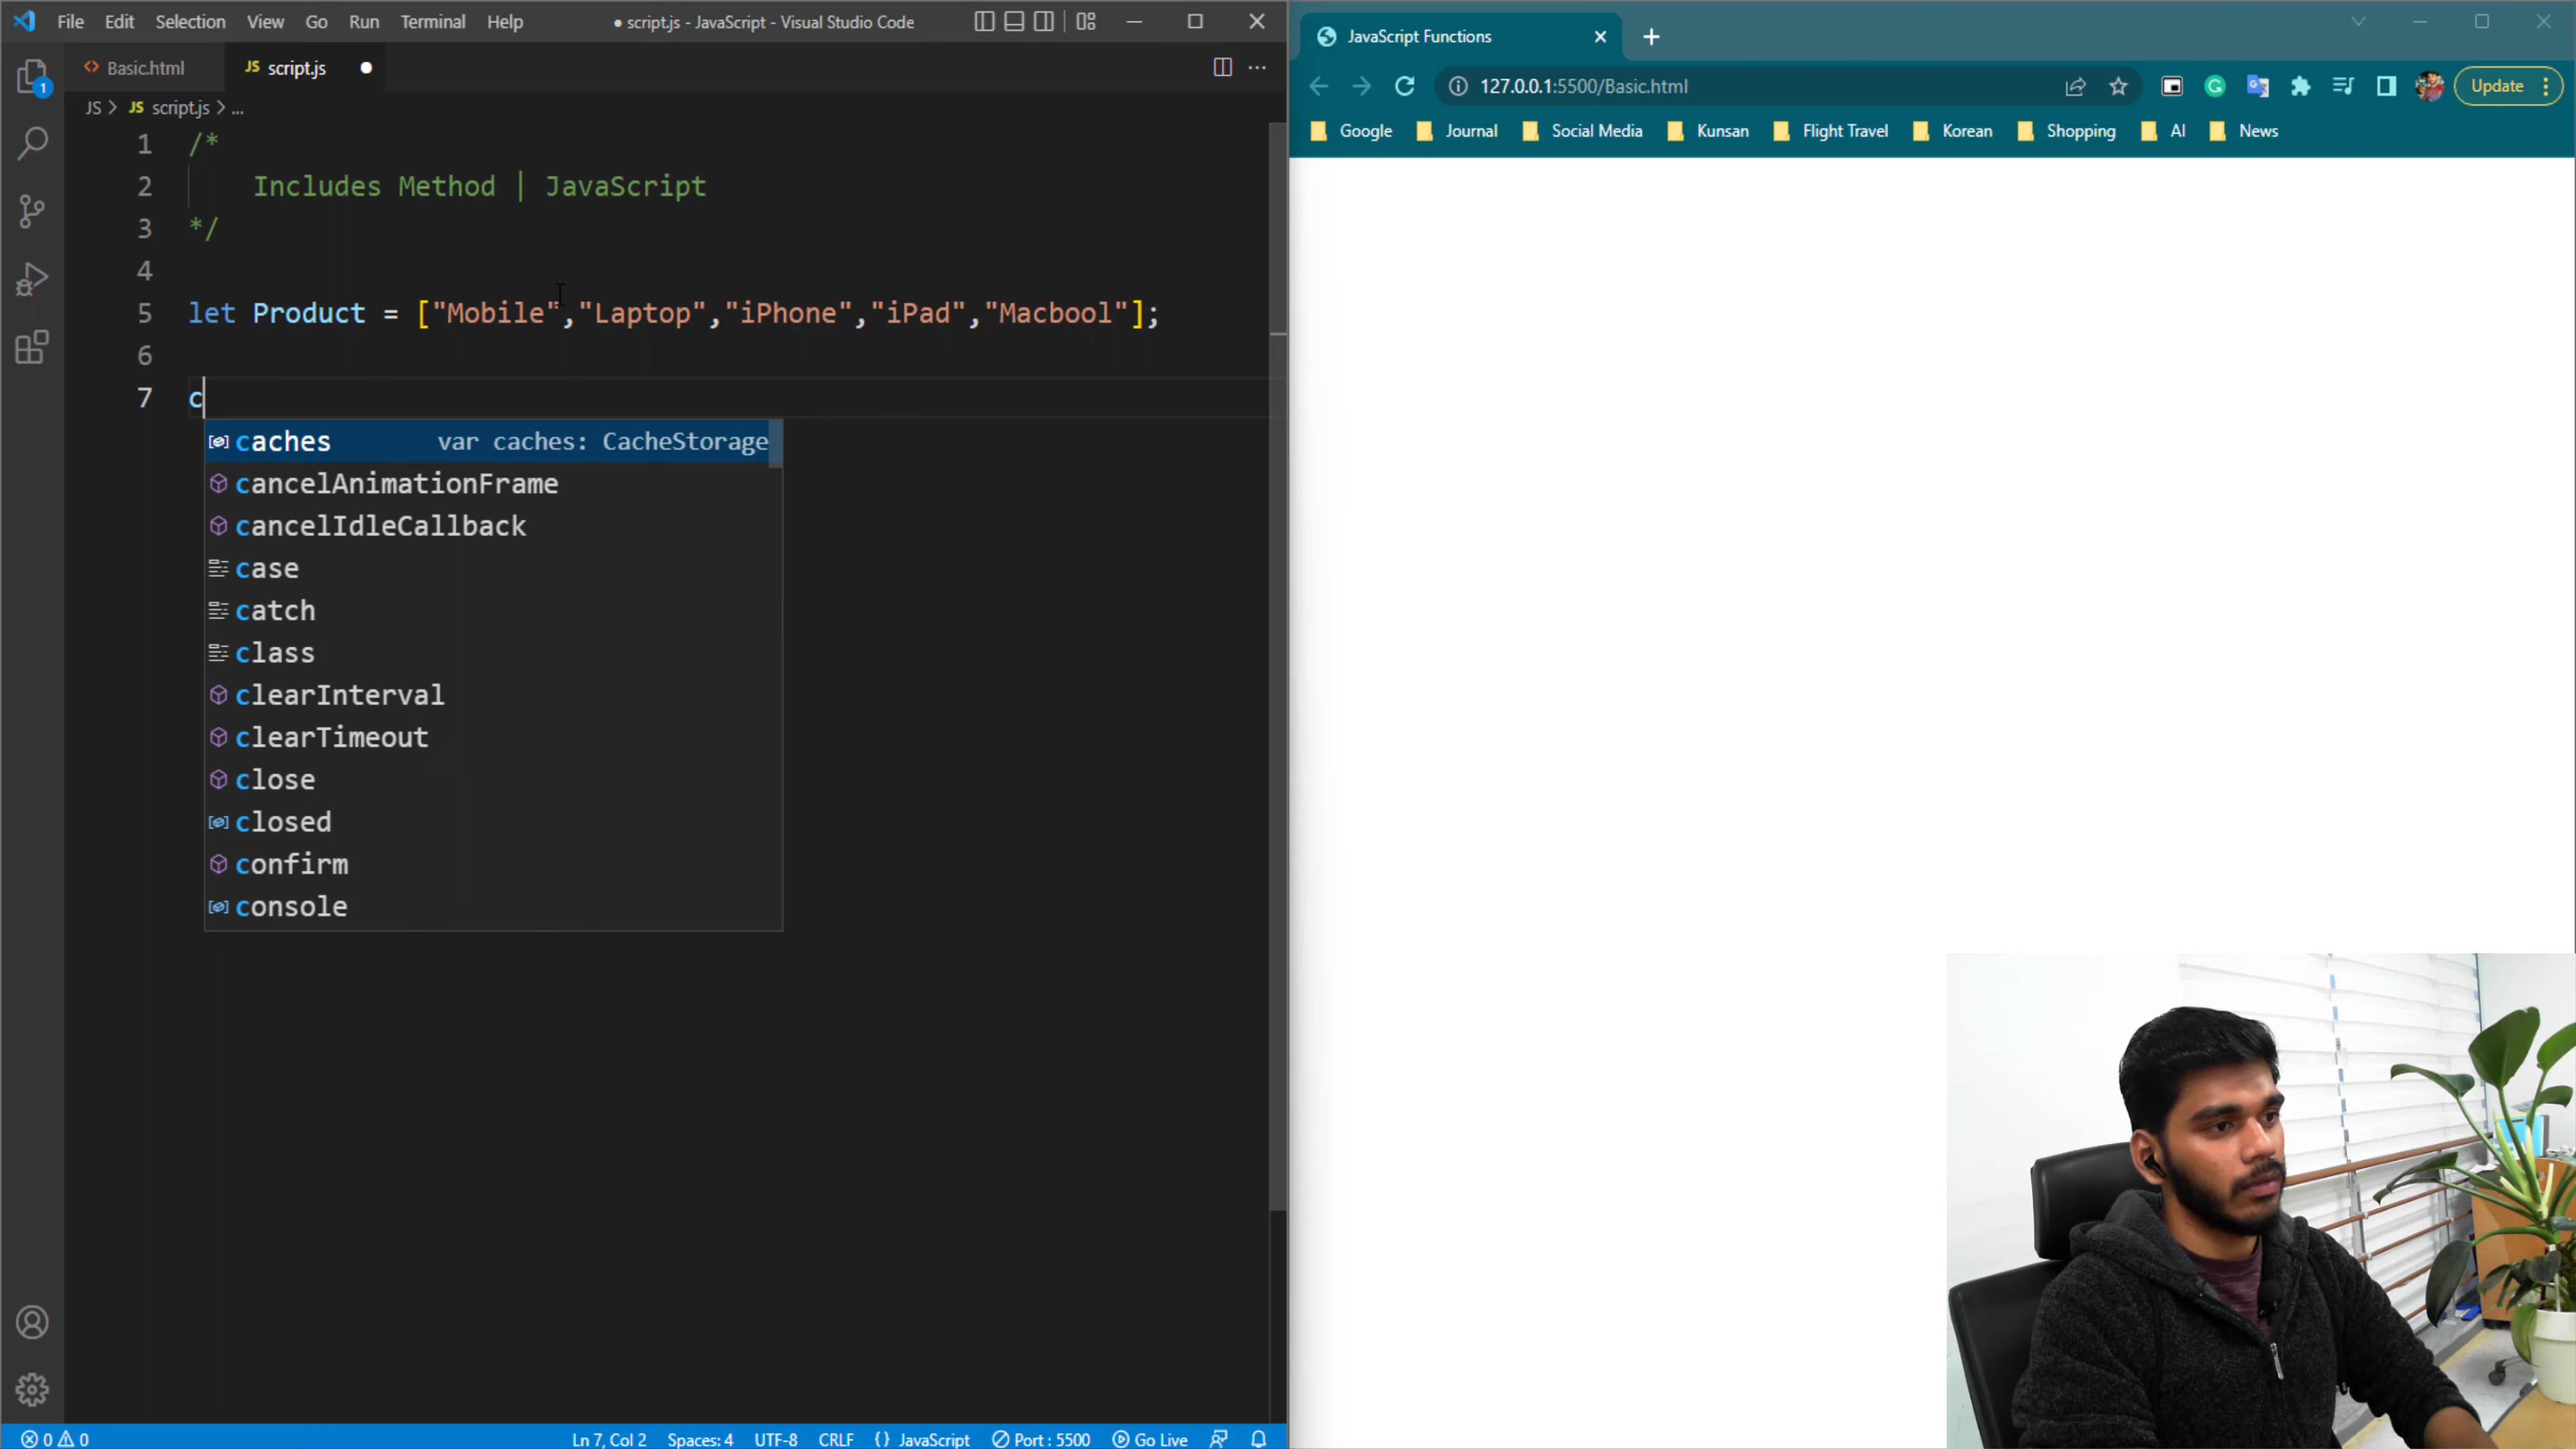 File Edit Selection View Go Run Terminal Help ● script.js - JavaScript - Visual Studio Code
Basic.html JS script.js
JS > JS script.js > ...
1 /*
2 Includes Method | JavaScript
3 */
4
5 let Product = ["Mobile","Laptop","iPhone","iPad","Macbool"];
6
7 c
caches var caches: CacheStorage
cancelAnimationFrame
cancelIdleCallback
case
catch
class
clearInterval
clearTimeout
close
closed
confirm
console
1
0 0 Ln 7, Col 2 Spaces: 4 UTF-8 CRLF {} JavaScript Port : 5500 Go Live
JavaScript Functions
127.0.0.1:5500/Basic.html Update
Google Journal Social Media Kunsan Flight Travel Korean Shopping AI News